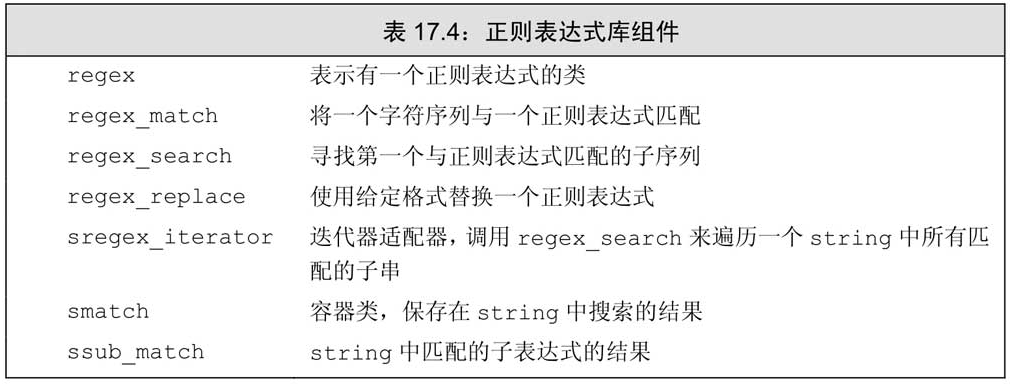 表 17.4：正则表达式库组件
regex 表示有一个正则表达式的类
regex_match 将一个字符序列与一个正则表达式匹配
regex_search 寻找第一个与正则表达式匹配的子序列
regex_replace 使用给定格式替换一个正则表达式
sregex_iterator 迭代器适配器，调用 regex_search 来遍历一个 string 中所有匹
配的子串
smatch 容器类，保存在 string 中搜索的结果
ssub_match string 中匹配的子表达式的结果